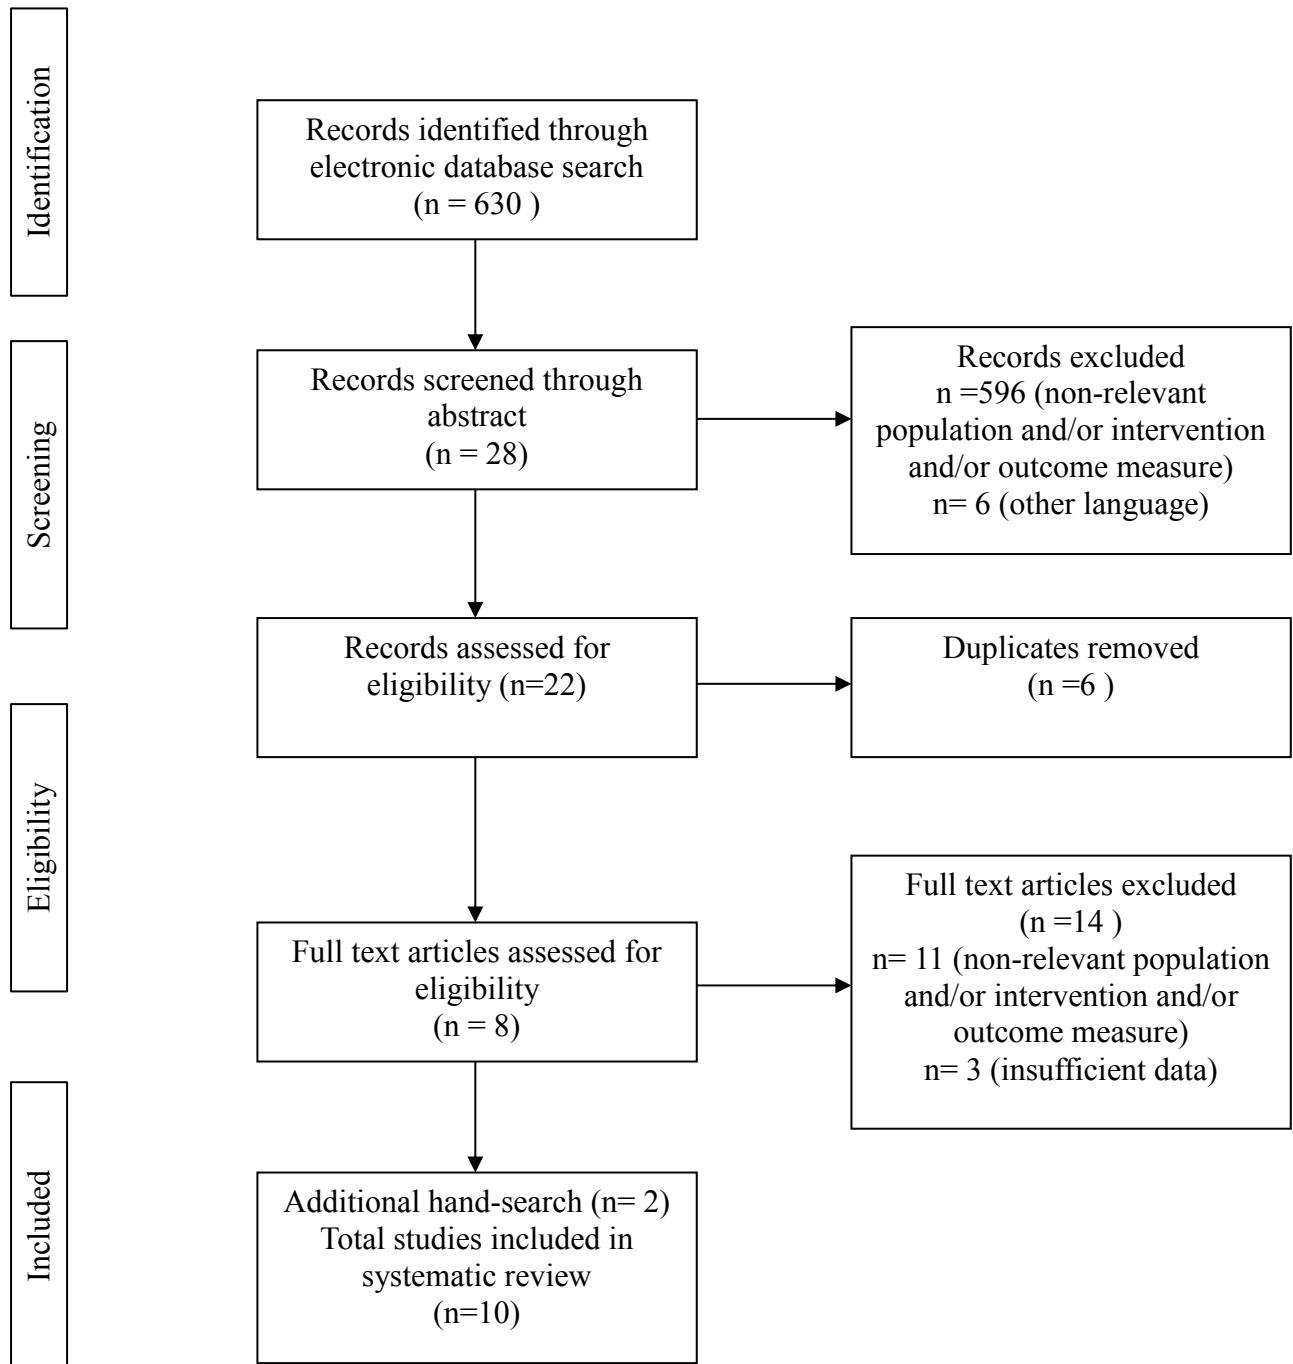 Identification
Records identified through
electronic database search
(n = 630 )
Screening
Records screened through
abstract
(n = 28)
Records excluded
n =596 (non-relevant
population and/or intervention
and/or outcome measure)
n= 6 (other language)
Records assessed for
eligibility (n=22)
Duplicates removed
(n =6 )
Eligibility
Full text articles assessed for
eligibility
(n = 8)
Full text articles excluded
(n =14 )
n= 11 (non-relevant population
and/or intervention and/or
outcome measure)
n= 3 (insufficient data)
Included
Additional hand-search (n= 2)
Total studies included in
systematic review
(n=10)